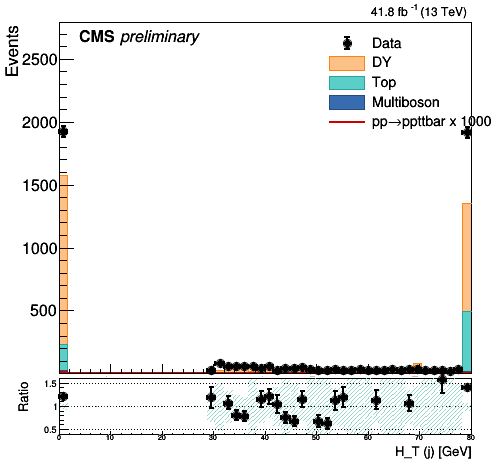 41.8 fb⁻¹ (13 TeV)
CMS preliminary
Data
DY
Top
Multiboson
pp→ppttbar x 1000
Events
2500
2000
1500
1000
500
Ratio
1.5
1
0.5
0 10 20 30 40 50 60 70 80
H_T (j) [GeV]